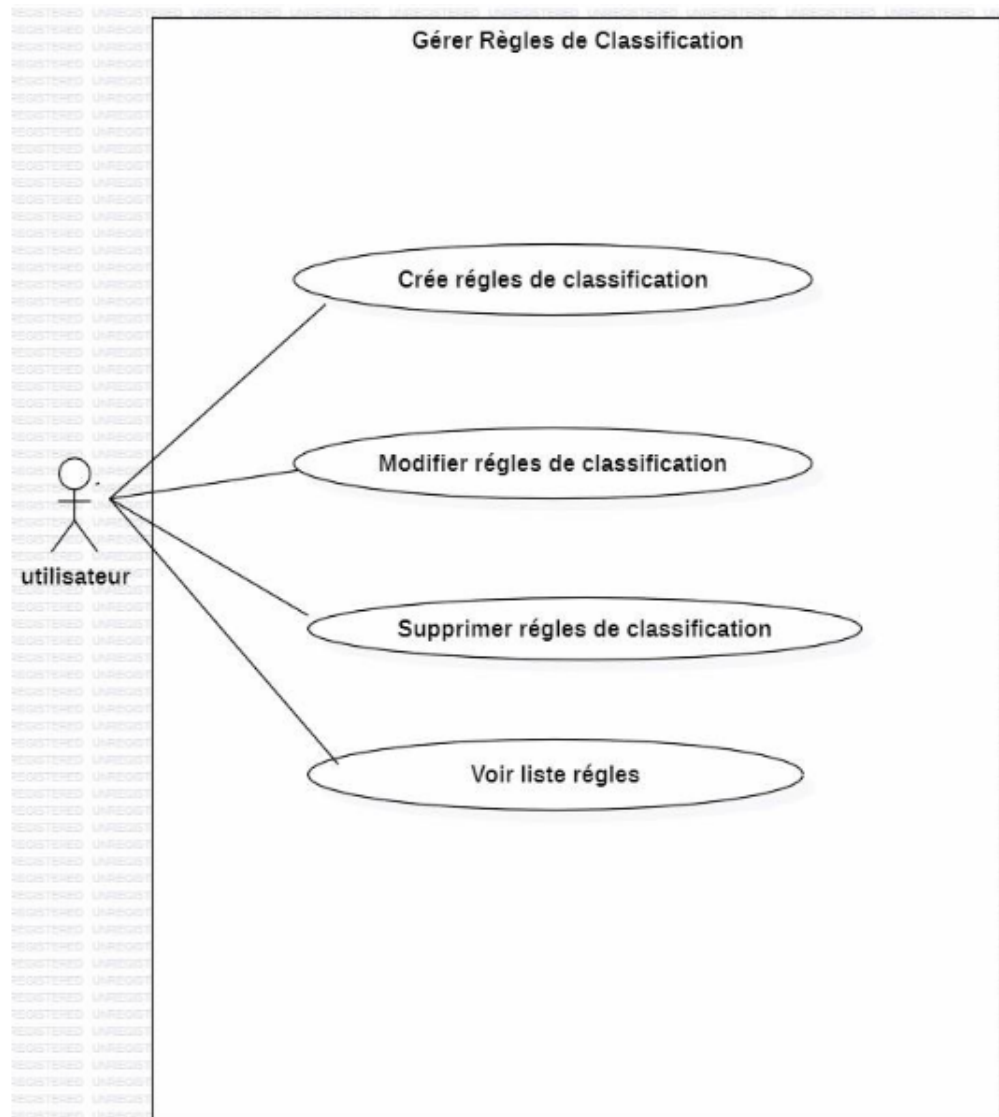 Gérer Règles de Classification
Crée régles de classification
Modifier régles de classification
utilisateur
Supprimer régles de classification
Voir liste régles